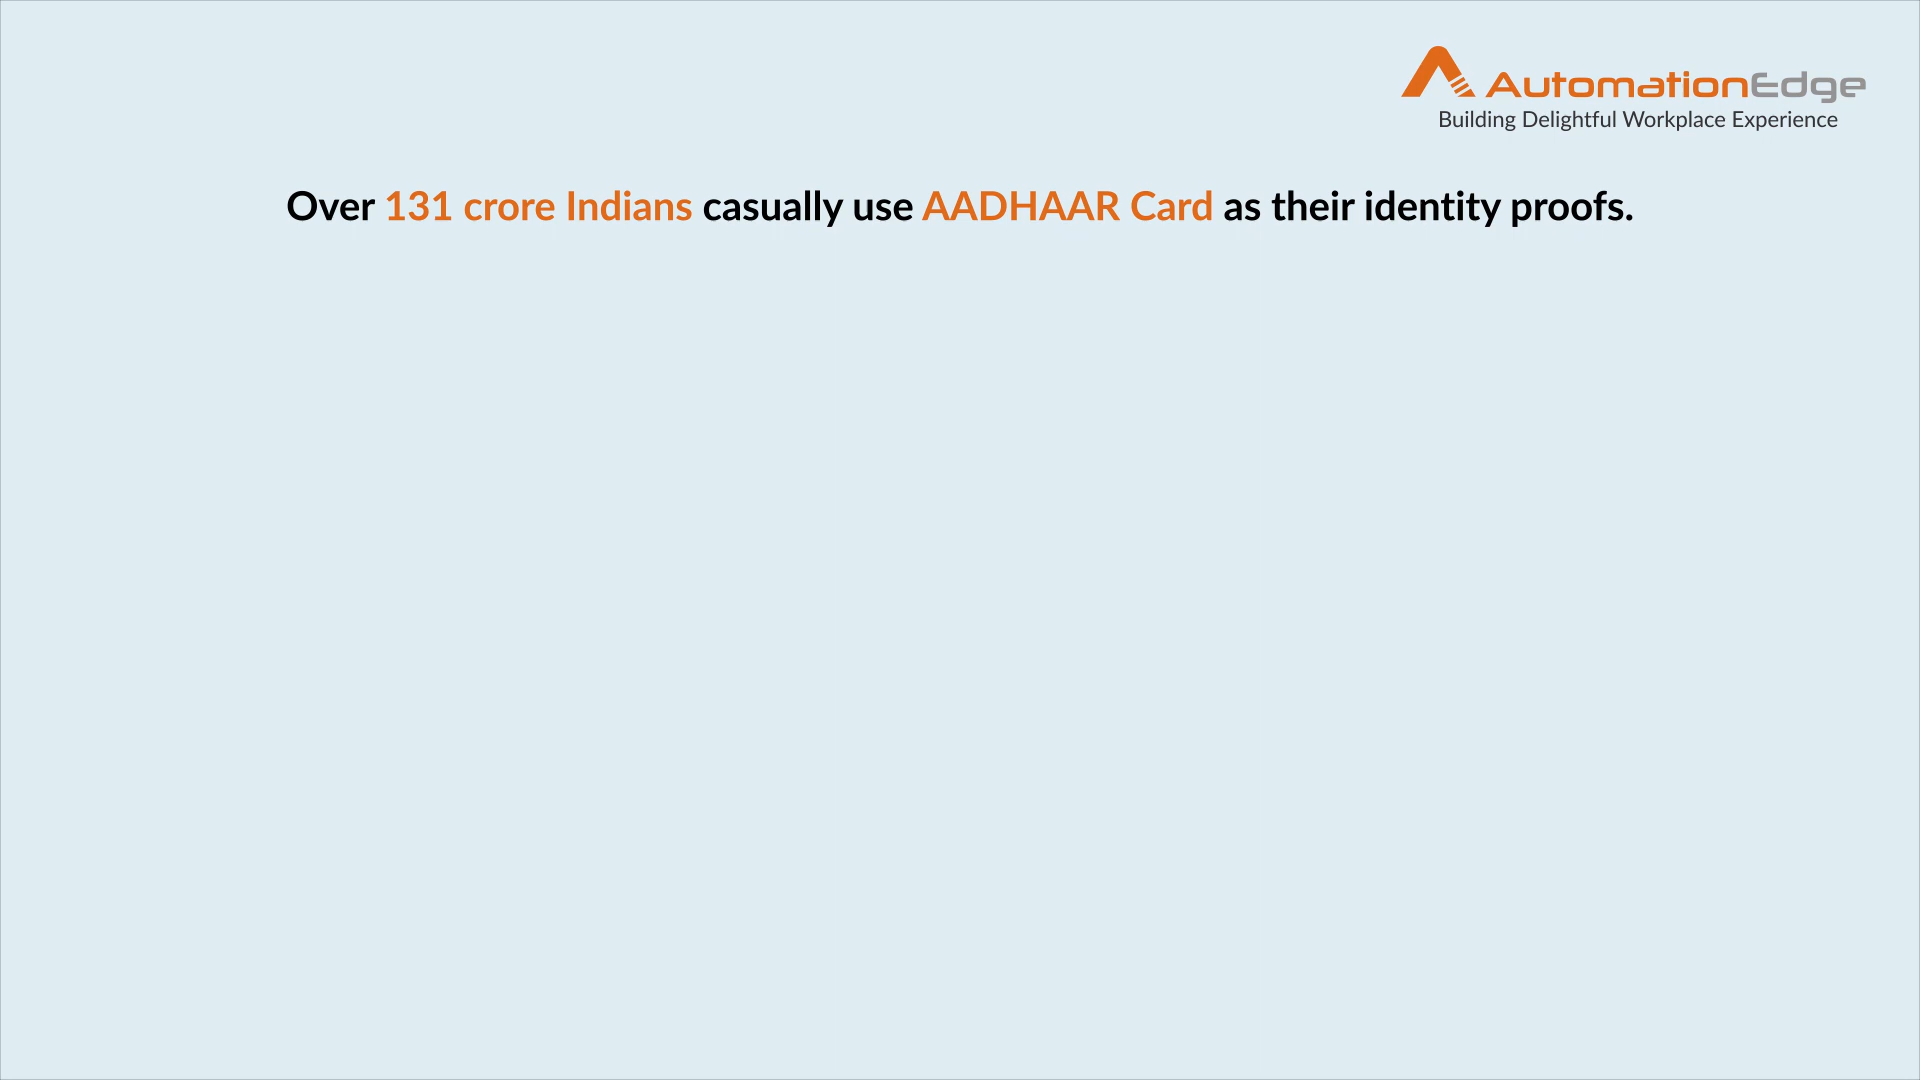 AutomationEdge
Building Delightful Workplace Experience
Over 131 crore Indians casually use AADHAAR Card as their identity proofs.